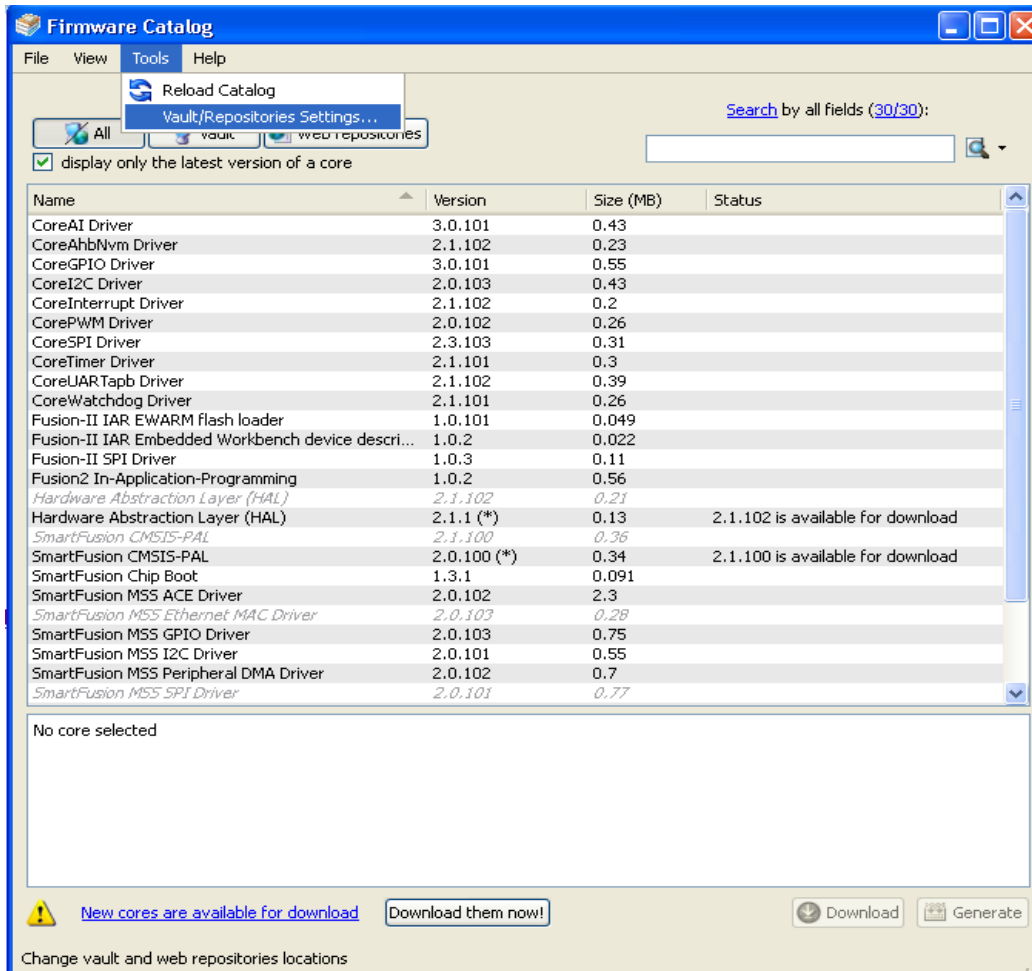 Firmware Catalog
File View Tools Help
Reload Catalog
Vault/Repositories Settings...
Search by all fields (30/30):
All Vault Web repositories
display only the latest version of a core
Name Version Size (MB) Status
CoreAI Driver 3.0.101 0.43
CoreAhbNvm Driver 2.1.102 0.23
CoreGPIO Driver 3.0.101 0.55
CoreI2C Driver 2.0.103 0.43
CoreInterrupt Driver 2.1.102 0.2
CorePWM Driver 2.0.102 0.26
CoreSPI Driver 2.3.103 0.31
CoreTimer Driver 2.1.101 0.3
CoreUARTapb Driver 2.1.102 0.39
CoreWatchdog Driver 2.1.101 0.26
Fusion-II IAR EWARM flash loader 1.0.101 0.049
Fusion-II IAR Embedded Workbench device descri... 1.0.2 0.022
Fusion-II SPI Driver 1.0.3 0.11
Fusion2 In-Application-Programming 1.0.2 0.56
Hardware Abstraction Layer (HAL) 2.1.102 0.21
Hardware Abstraction Layer (HAL) 2.1.1 (*) 0.13 2.1.102 is available for download
SmartFusion CMSIS-PAL 2.1.100 0.36
SmartFusion CMSIS-PAL 2.0.100 (*) 0.34 2.1.100 is available for download
SmartFusion Chip Boot 1.3.1 0.091
SmartFusion MSS ACE Driver 2.0.102 2.3
SmartFusion MSS Ethernet MAC Driver 2.0.103 0.28
SmartFusion MSS GPIO Driver 2.0.103 0.75
SmartFusion MSS I2C Driver 2.0.101 0.55
SmartFusion MSS Peripheral DMA Driver 2.0.102 0.7
SmartFusion MSS SPI Driver 2.0.101 0.77
No core selected
New cores are available for download Download them now! Download Generate
Change vault and web repositories locations